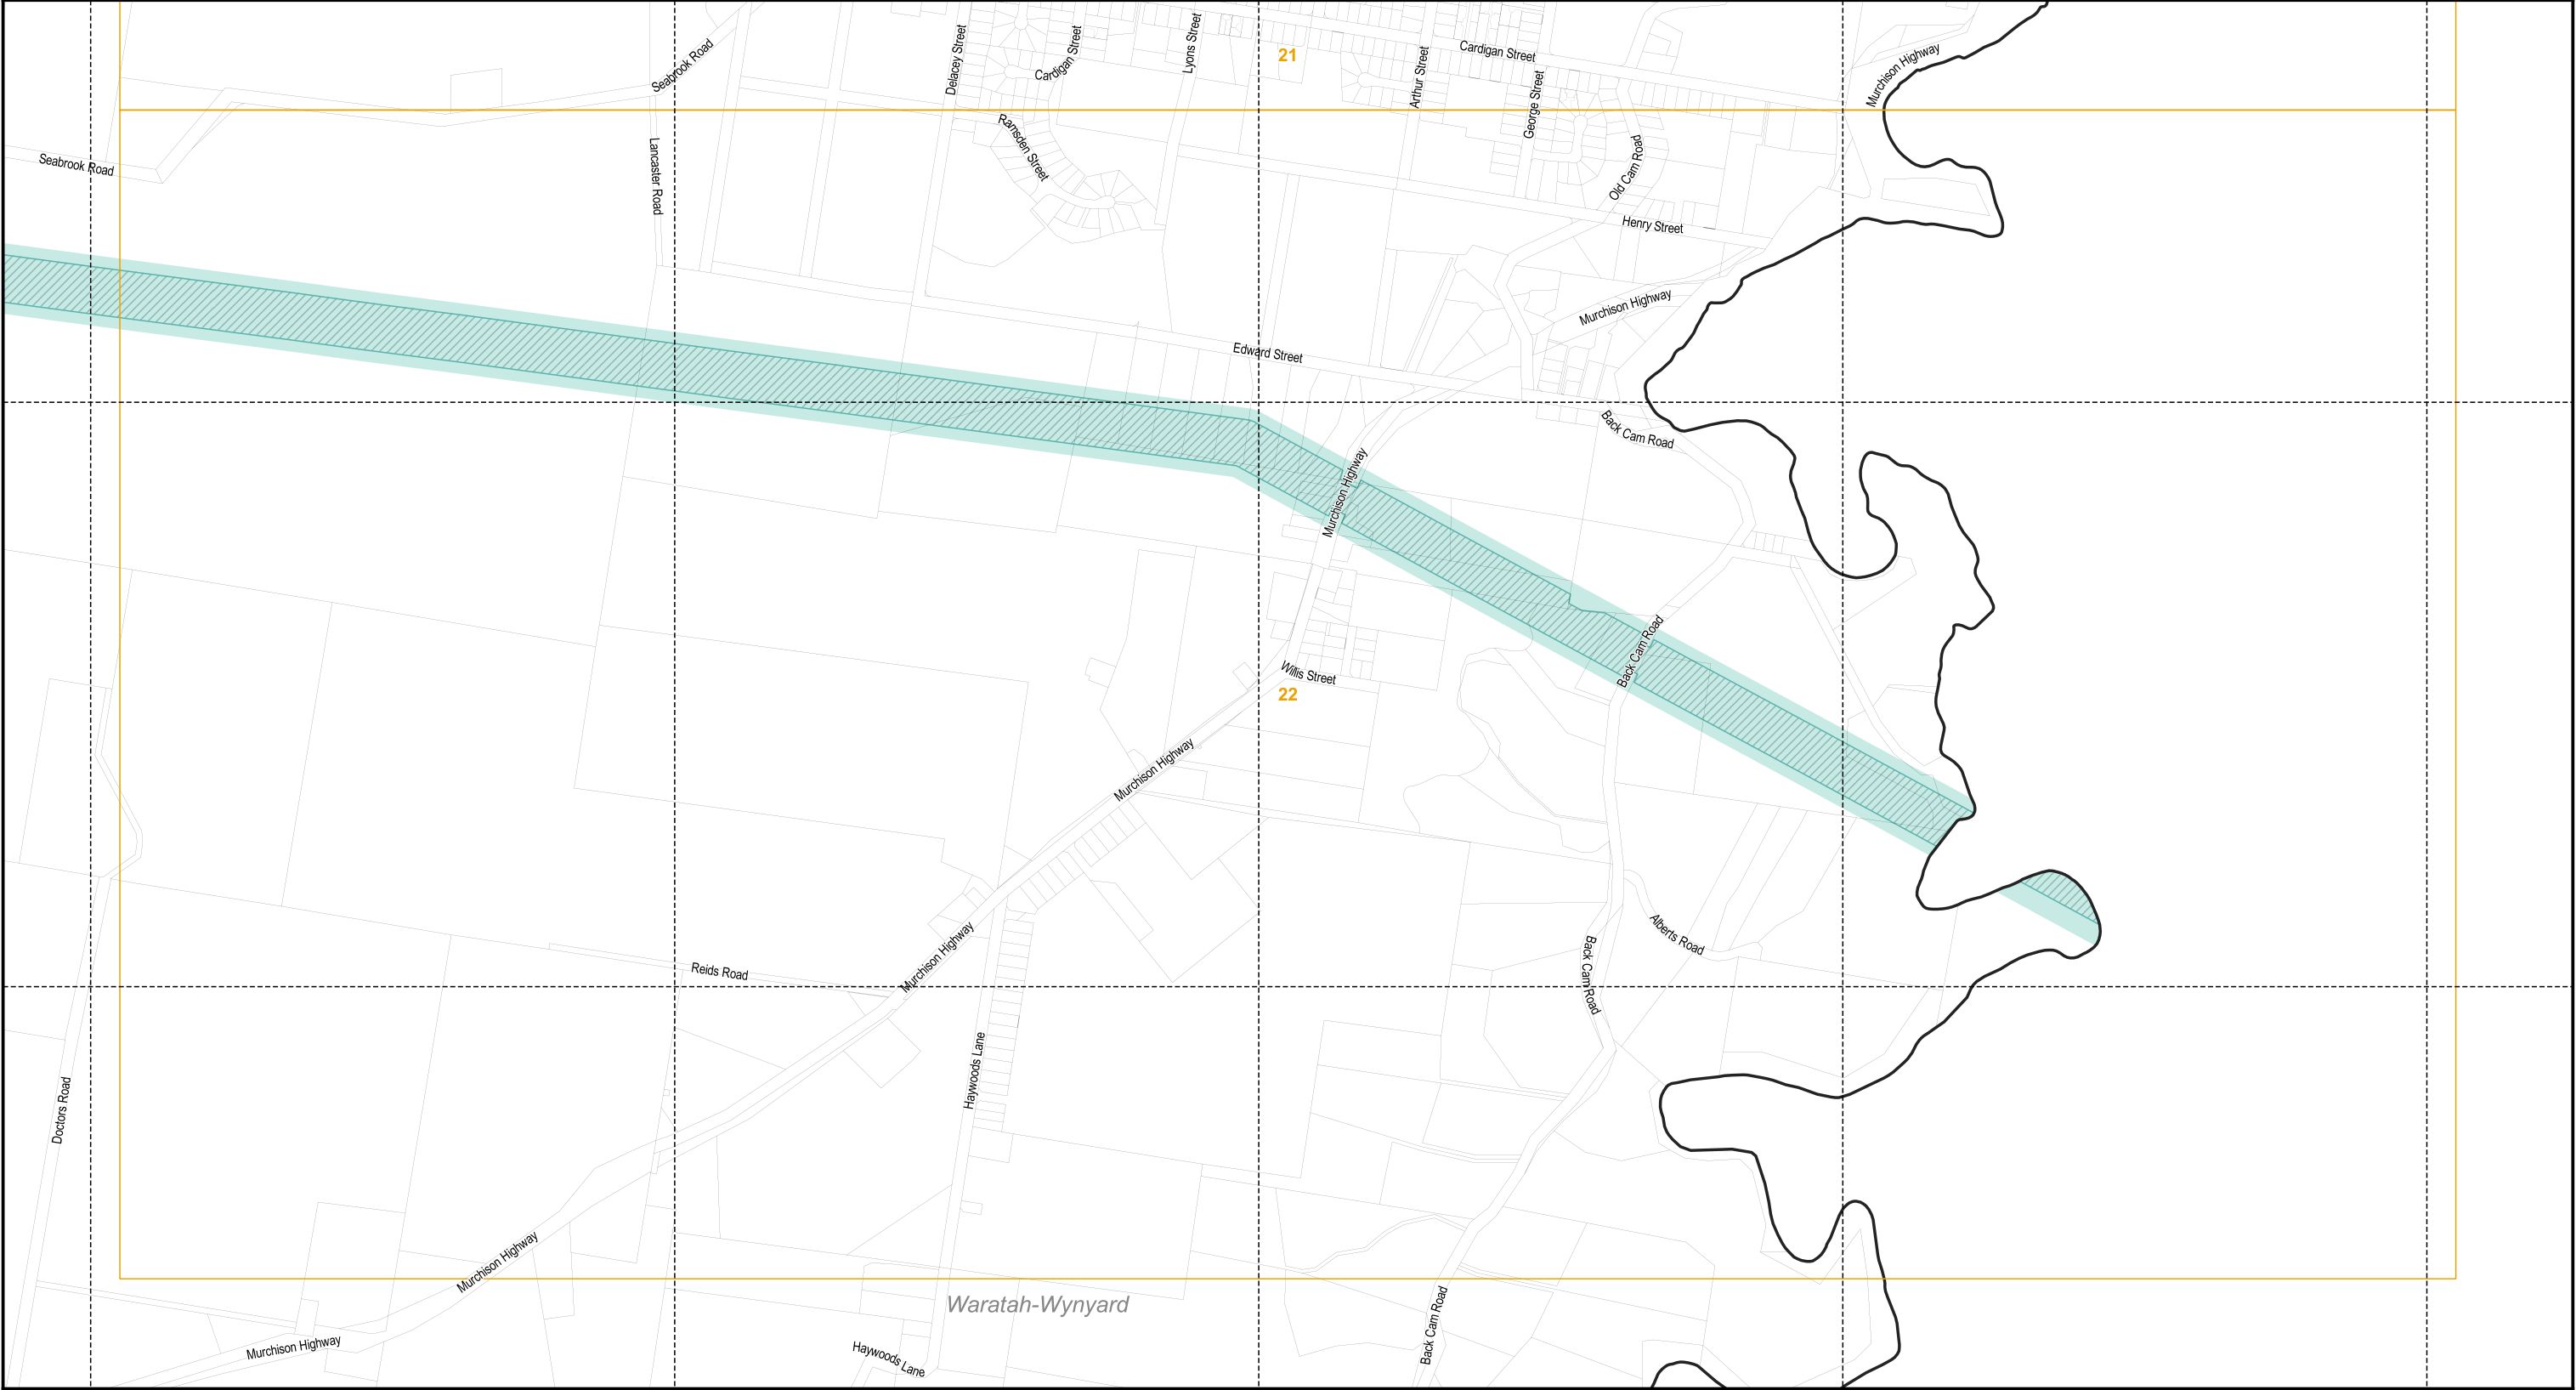 Delacey Street
Cardigan Street
Lyons Street
21
Arthur Street
Cardigan Street
George Street
Murchison Highway
Seabrook Road
Seabrook Road
Lancaster Road
Ramsden Street
Old Cam Road
Henry Street
Murchison Highway
Edward Street
Back Cam Road
Murchison Highway
Back Cam Road
Willis Street
22
Murchison Highway
Alberts Road
Murchison Highway
Reids Road
Back Cam Road
Haywoods Lane
Doctors Road
Murchison Highway
Waratah-Wynyard
Back Cam Road
Murchison Highway
Haywoods Lane